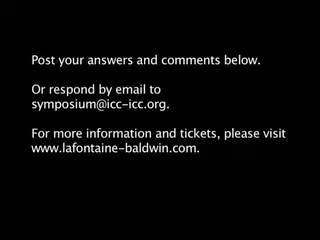 Post your answers and comments below.
Or respond by email to
symposium@icc-icc.org.
For more information and tickets, please visit
www.lafontaine-baldwin.com.